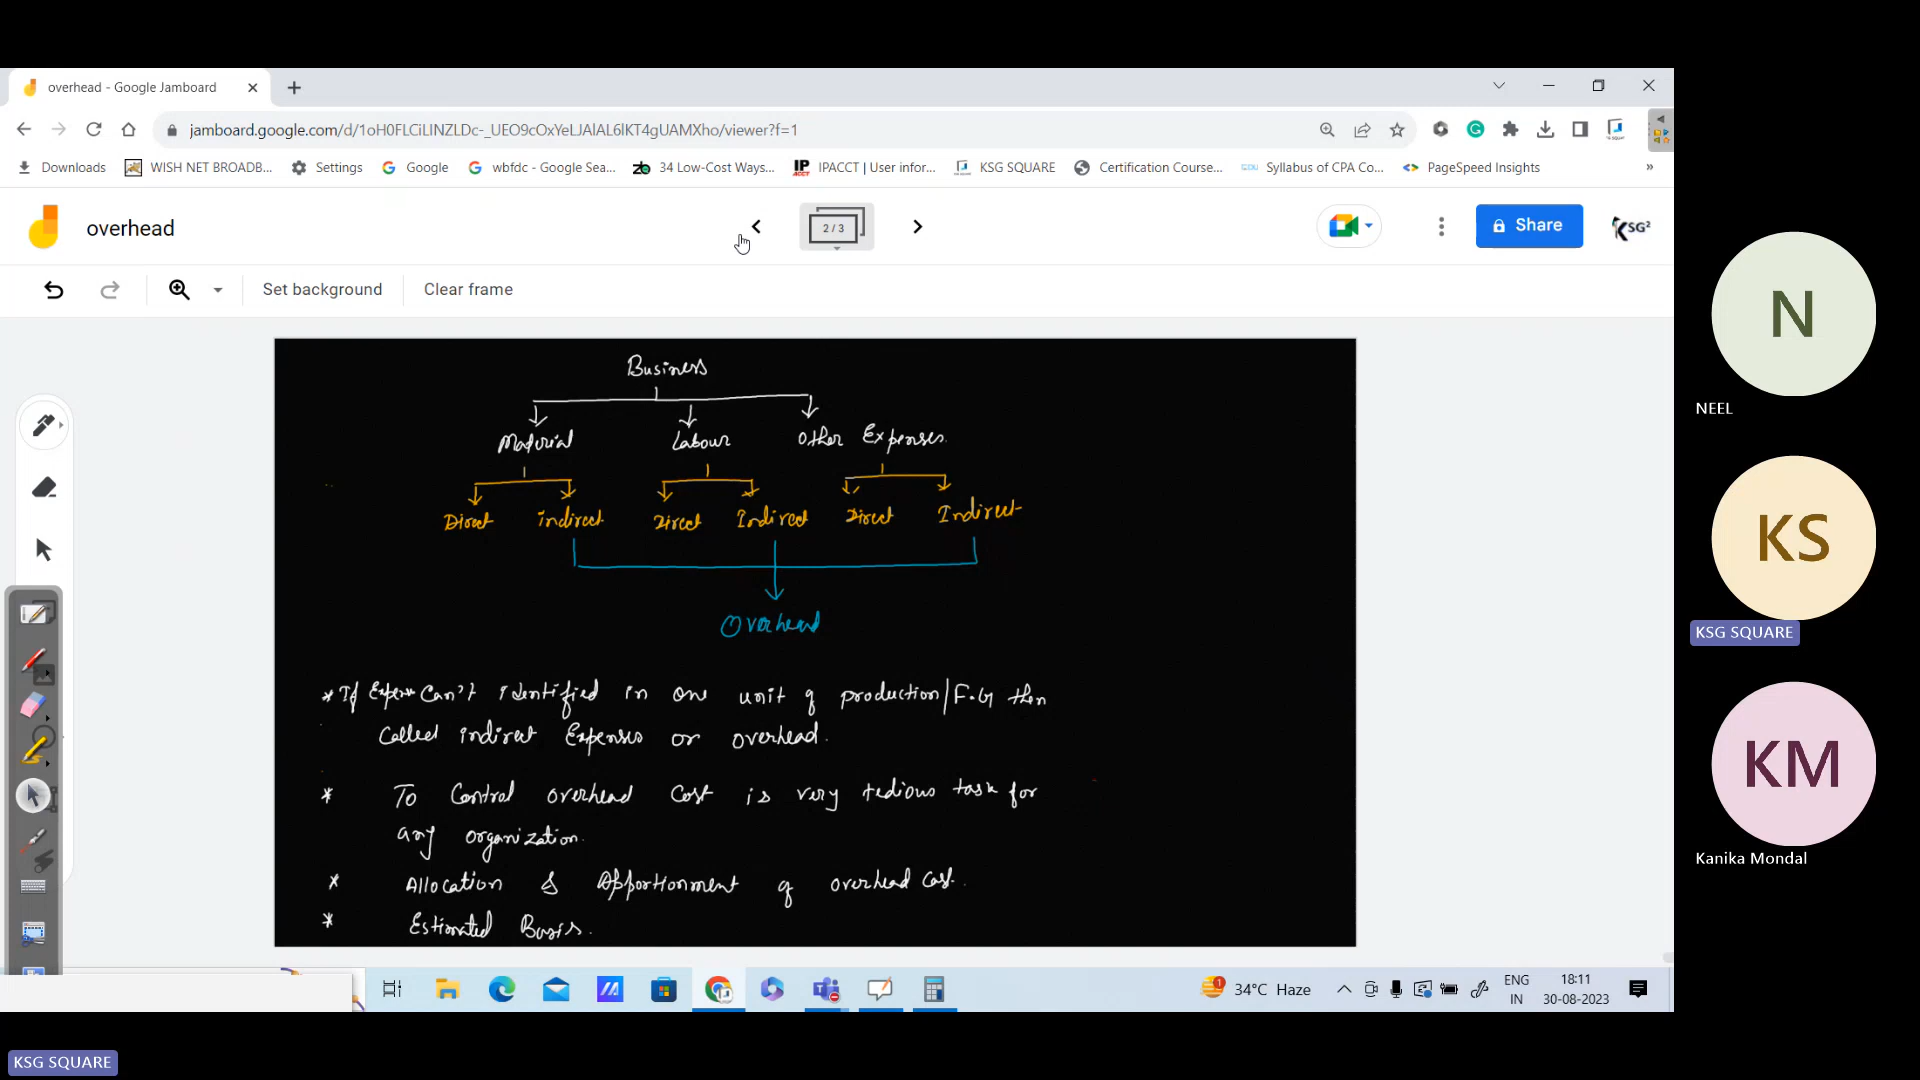 overhead - Google Jamboard
jamboard.google.com/d/1oH0FLCiLINZLDc-_UEO9cOxYeLJAlAL6lKT4gUAMXho/viewer?f=1
Downloads WISH NET BROADB... Settings Google wbfdc - Google Sea... 34 Low-Cost Ways... IPACCT | User infor... KSG SQUARE Certification Course... Syllabus of CPA Co... PageSpeed Insights »
overhead 2 / 3 Share KSG²
Set background Clear frame
Business
Material Labour Other Expenses
Direct indirect Direct Indirect Direct Indirect
Overhead
* If Expen Can't identified in one unit of production/F.G then
Called indirect Expenses or overhead.
* To Control overhead Cost is very tedious task for
any organization.
* Allocation & Apportionment of overhead Cost.
* Estimated Basis.
N
NEEL
KS
KSG SQUARE
KM
Kanika Mondal
34°C Haze ENG IN 18:11 30-08-2023
KSG SQUARE